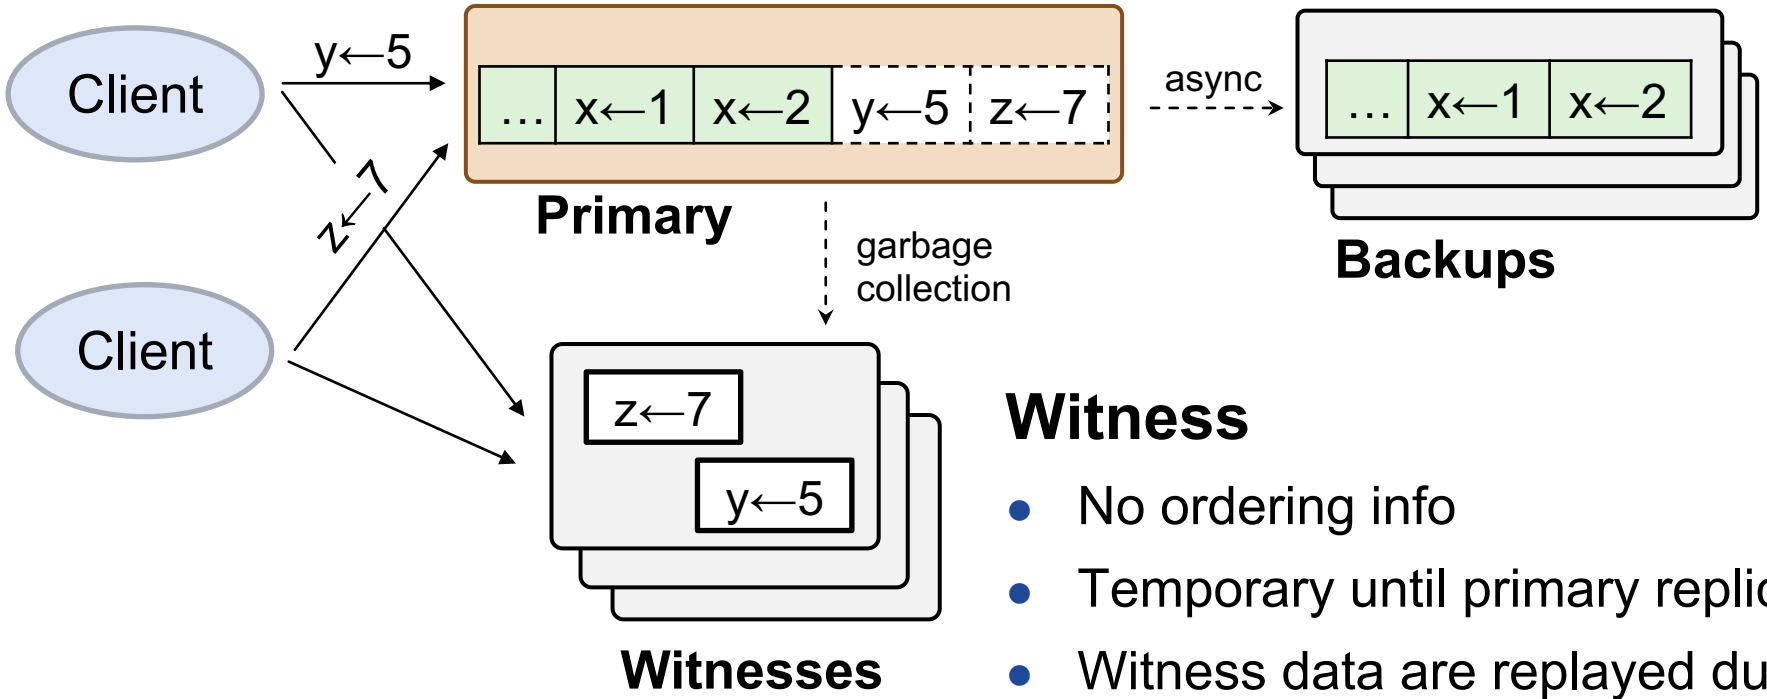 Client
y←5
z←7
Client
… x←1 x←2 y←5 z←7
Primary
async
… x←1 x←2
Backups
garbage
collection
z←7
y←5
Witnesses
Witness
● No ordering info
● Temporary until primary replic
● Witness data are replayed du